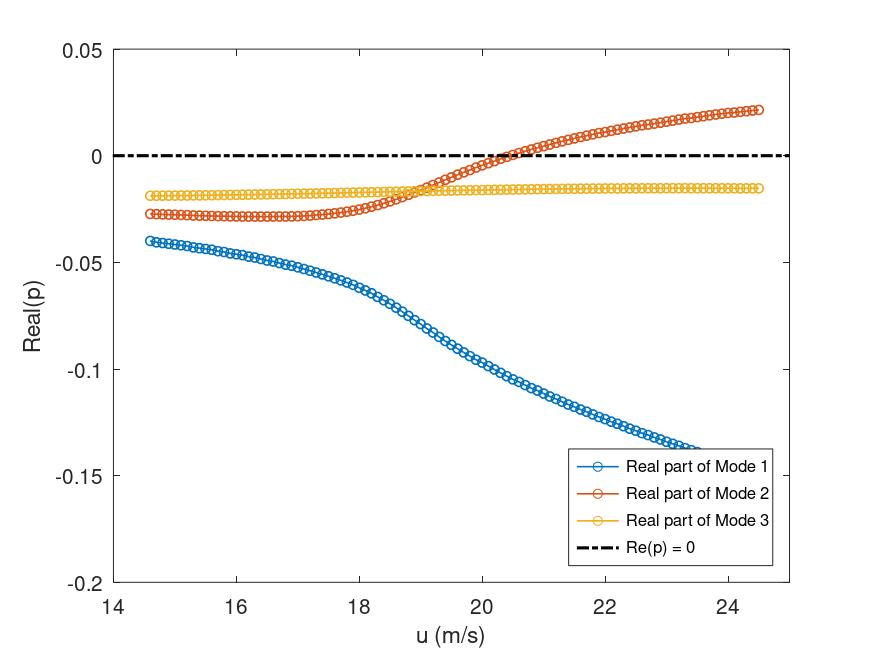 0.05
0
-0.05
-0.1
-0.15
-0.2
Real(p)
14 16 18 20 22 24
u (m/s)
Real part of Mode 1
Real part of Mode 2
Real part of Mode 3
Re(p) = 0